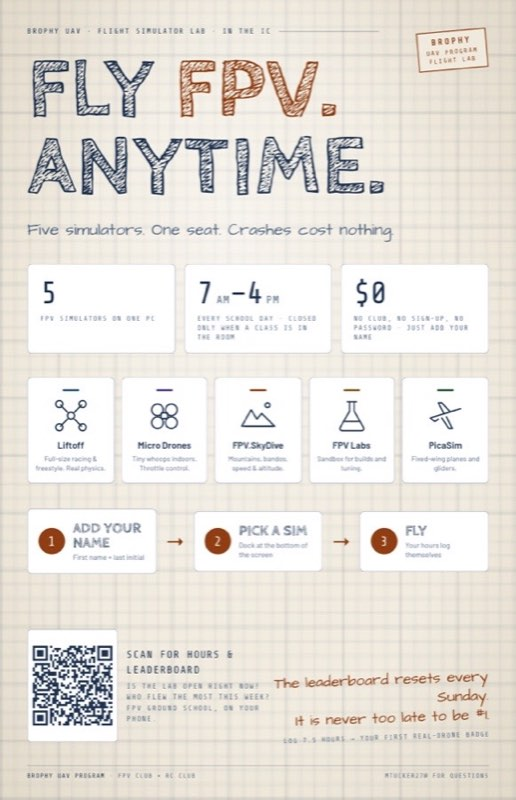 BROPHY UAV · FLIGHT SIMULATOR LAB · IN THE IC
BROPHY
UAV PROGRAM
FLIGHT LAB
FLY FPV.
ANYTIME.
Five simulators. One seat. Crashes cost nothing.
5
FPV SIMULATORS ON ONE PC
7 AM–4 PM
EVERY SCHOOL DAY · CLOSED
ONLY WHEN A CLASS IS IN
THE ROOM
$0
NO CLUB, NO SIGN-UP, NO
PASSWORD · JUST ADD YOUR
NAME
Liftoff
Full-size racing &
freestyle. Real physics.
Micro Drones
Tiny whoops indoors.
Throttle control.
FPV.SkyDive
Mountains, bandos,
speed & altitude.
FPV Labs
Sandbox for builds and
tuning.
PicaSim
Fixed-wing planes and
gliders.
1
ADD YOUR
NAME
First name + last initial
→
2
PICK A SIM
Dock at the bottom of
the screen
→
3
FLY
Your hours log
themselves
SCAN FOR HOURS &
LEADERBOARD
IS THE LAB OPEN RIGHT NOW?
WHO FLEW THE MOST THIS WEEK?
FPV GROUND SCHOOL, ON YOUR
PHONE.
The leaderboard resets every
Sunday.
It is never too late to be #1.
LOG 7.5 HOURS → YOUR FIRST REAL-DRONE BADGE
BROPHY UAV PROGRAM · FPV CLUB + RC CLUB
MTUCKER27@ FOR QUESTIONS